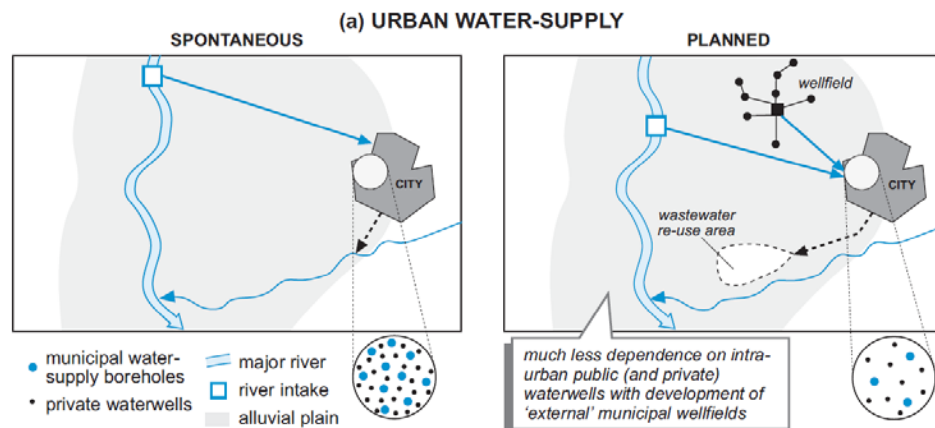 (a) URBAN WATER-SUPPLY
SPONTANEOUS
CITY
municipal water-
supply boreholes
private waterwells
major river
river intake
alluvial plain
PLANNED
wellfield
CITY
wastewater
re-use area
much less dependence on intra-
urban public (and private)
waterwells with development of
‘external’ municipal wellfields